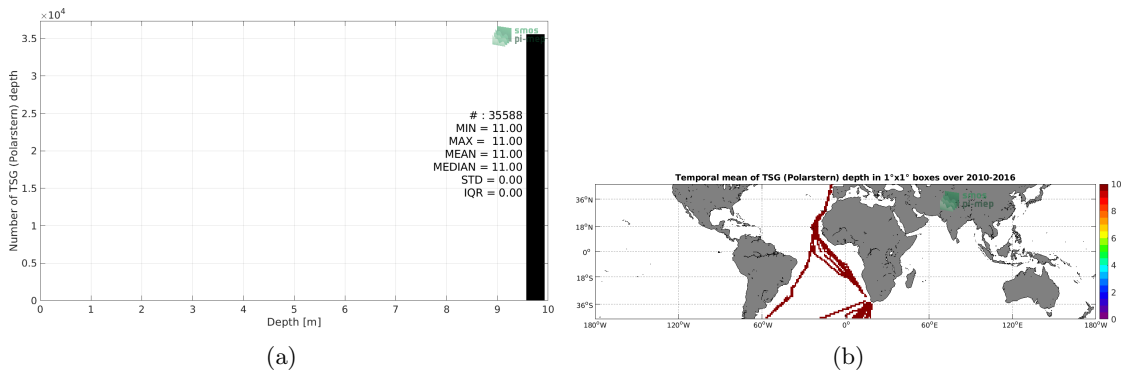 ×10⁴
3.5
3
2.5
2
1.5
1
0.5
0
0 1 2 3 4 5 6 7 8 9 10
Number of TSG (Polarstern) depth
Depth [m]
smos
pi-mep
# : 35588
MIN = 11.00
MAX = 11.00
MEAN = 11.00
MEDIAN = 11.00
STD = 0.00
IQR = 0.00
(a)
Temporal mean of TSG (Polarstern) depth in 1°x1° boxes over 2010-2016
smos
pi-mep
36°N
18°N
0°
18°S
36°S
180°W 120°W 60°W 0° 60°E 120°E 180°W
10
8
6
4
2
0
(b)